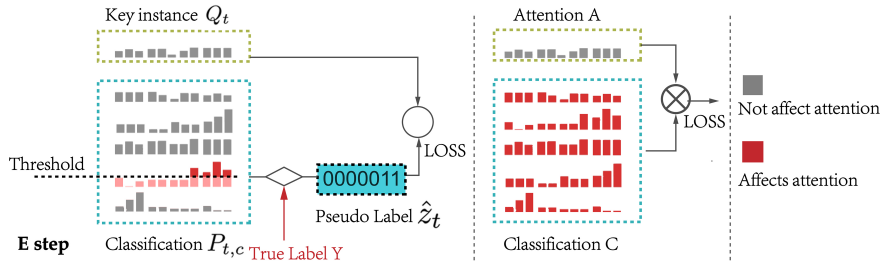 Key instance Q_t
Attention A
Not affect attention
LOSS
LOSS
Threshold
0000011
Affects attention
Pseudo Label ẑ_t
E step
Classification P_{t,c}
True Label Y
Classification C